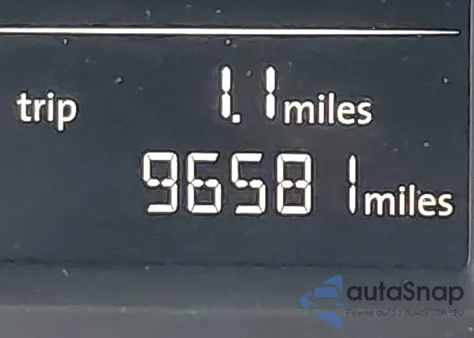 trip 1.1 miles
96581 miles
autaSnap